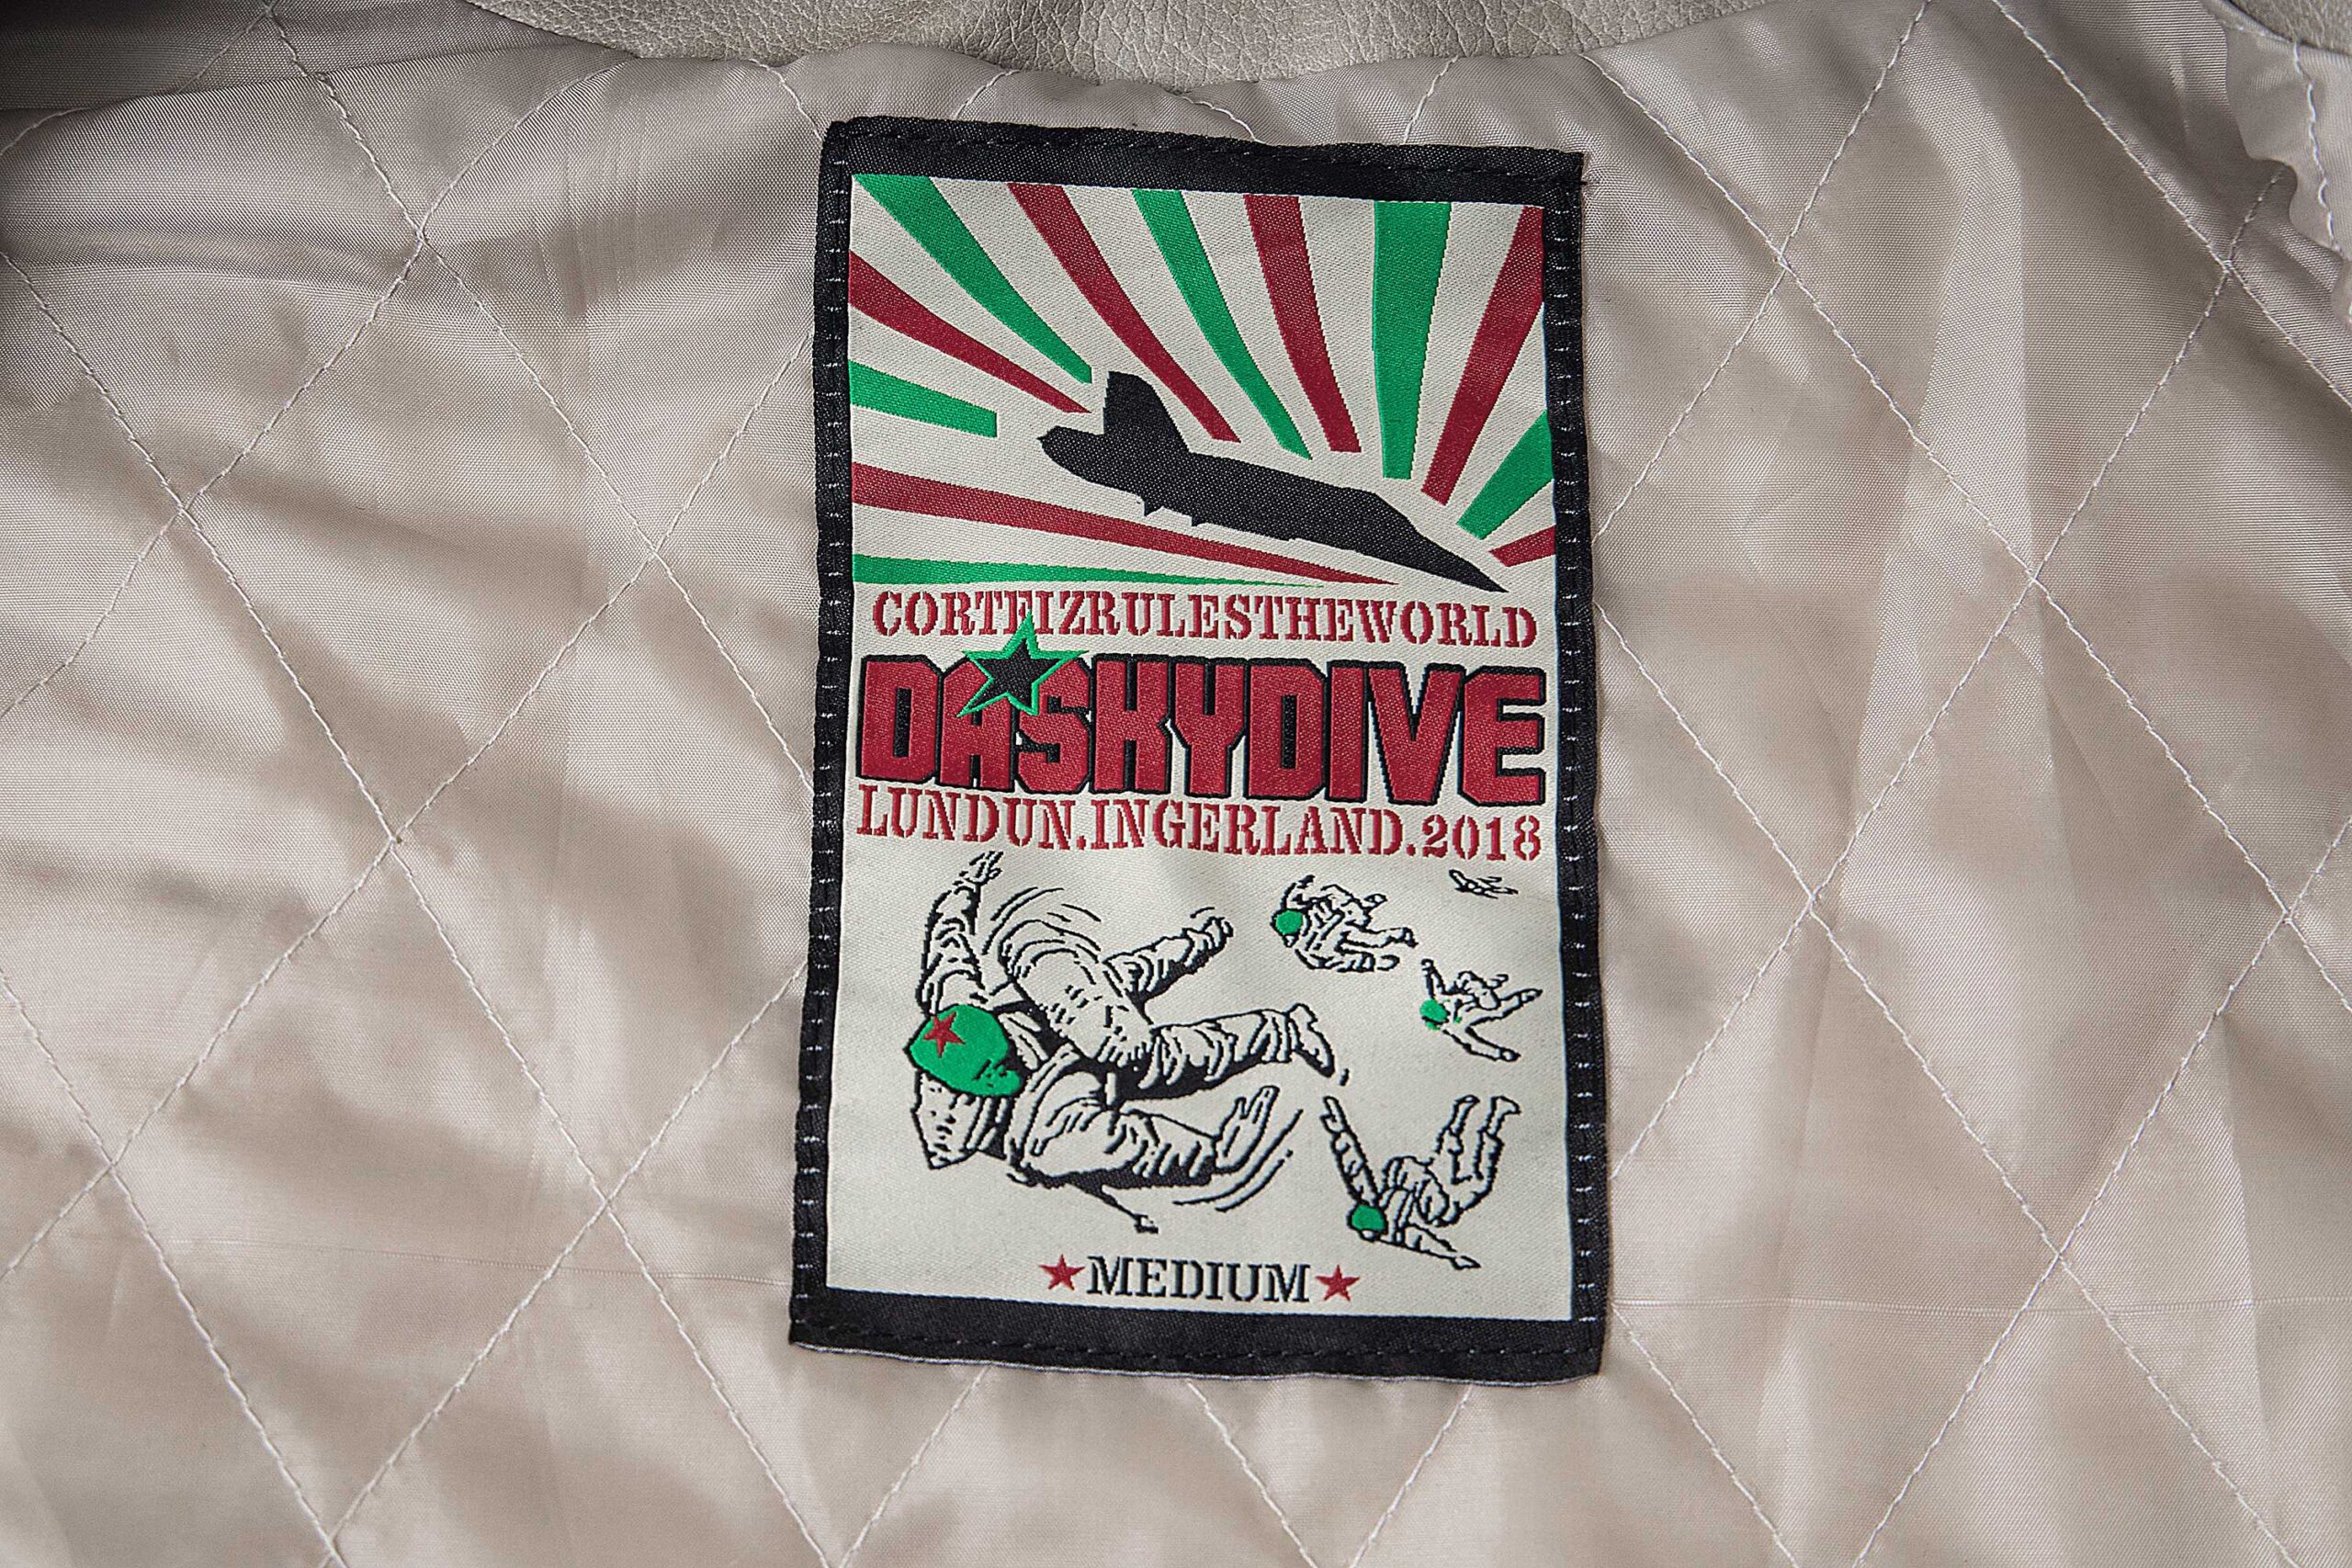 CORTEIZRULESTHEWORLD
DASKYDIVE
LUNDUN.INGERLAND.2018
MEDIUM